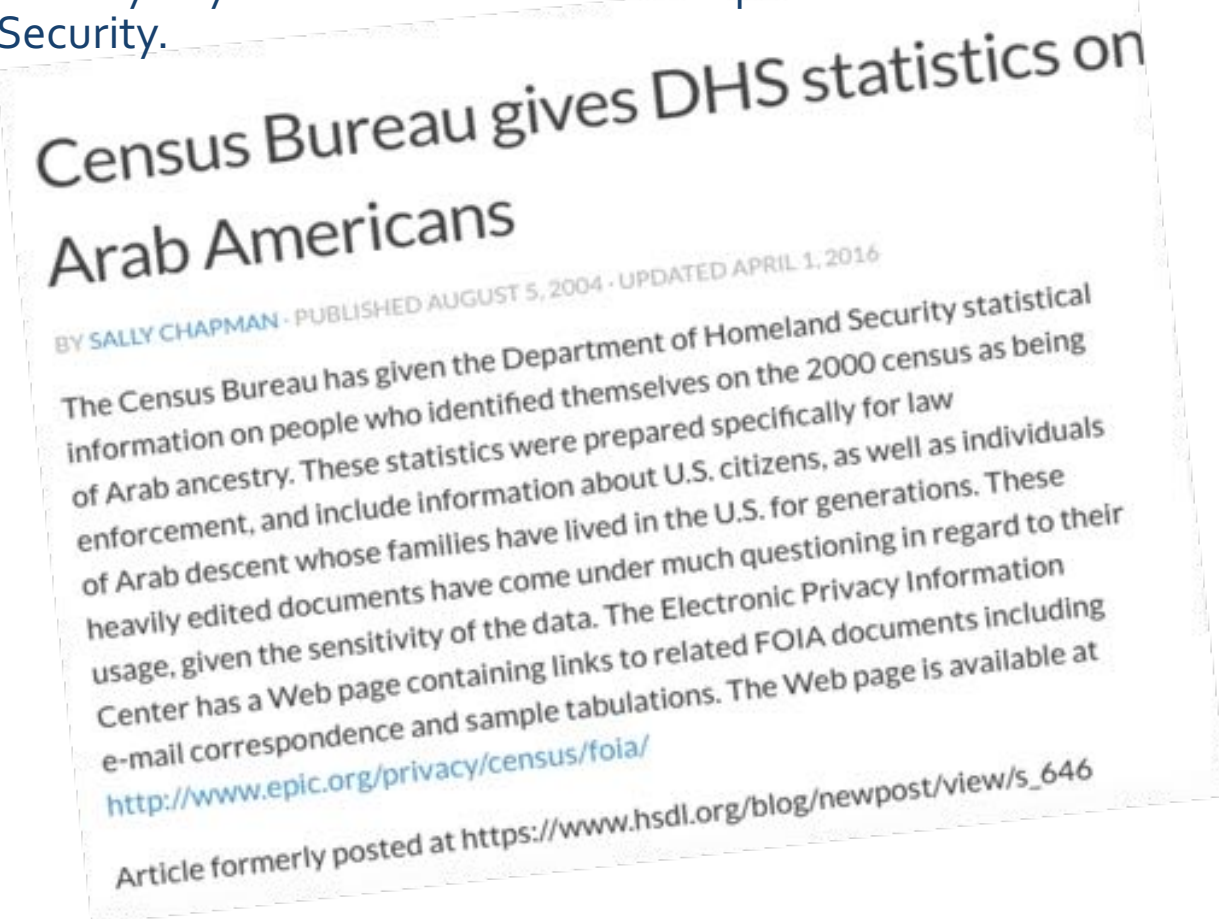 Security.
Census Bureau gives DHS statistics on
Arab Americans
BY SALLY CHAPMAN · PUBLISHED AUGUST 5, 2004 · UPDATED APRIL 1, 2016
The Census Bureau has given the Department of Homeland Security statistical
information on people who identified themselves on the 2000 census as being
of Arab ancestry. These statistics were prepared specifically for law
enforcement, and include information about U.S. citizens, as well as individuals
of Arab descent whose families have lived in the U.S. for generations. These
heavily edited documents have come under much questioning in regard to their
usage, given the sensitivity of the data. The Electronic Privacy Information
Center has a Web page containing links to related FOIA documents including
e-mail correspondence and sample tabulations. The Web page is available at
http://www.epic.org/privacy/census/foia/
Article formerly posted at https://www.hsdl.org/blog/newpost/view/s_646